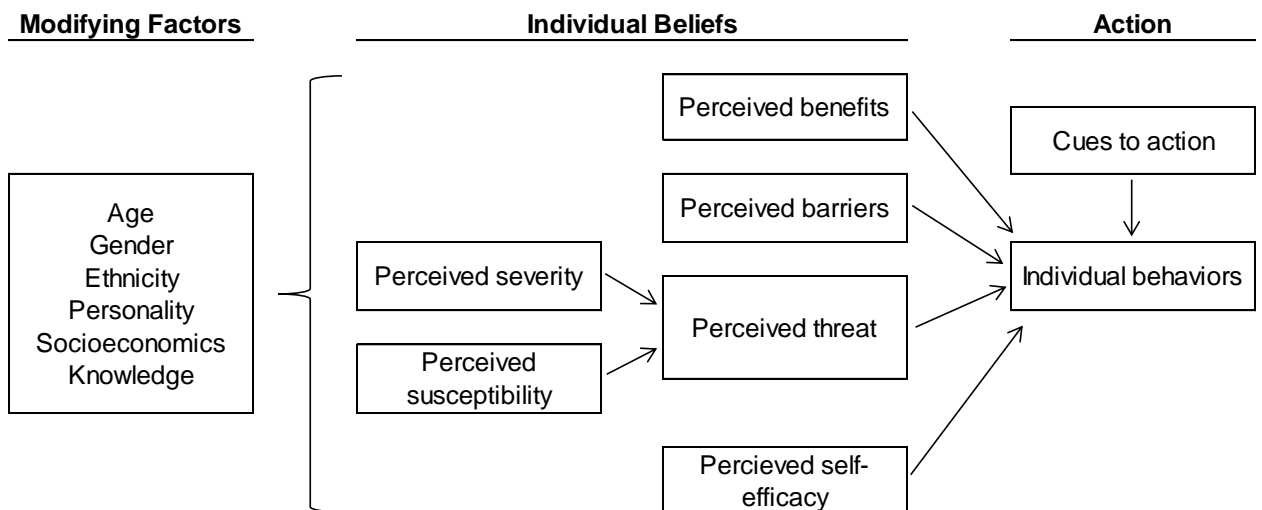 Modifying Factors
Individual Beliefs
Action
Age
Gender
Ethnicity
Personality
Socioeconomics
Knowledge
Perceived severity
Perceived
susceptibility
Perceived benefits
Perceived barriers
Perceived threat
Percieved self-
efficacy
Cues to action
Individual behaviors